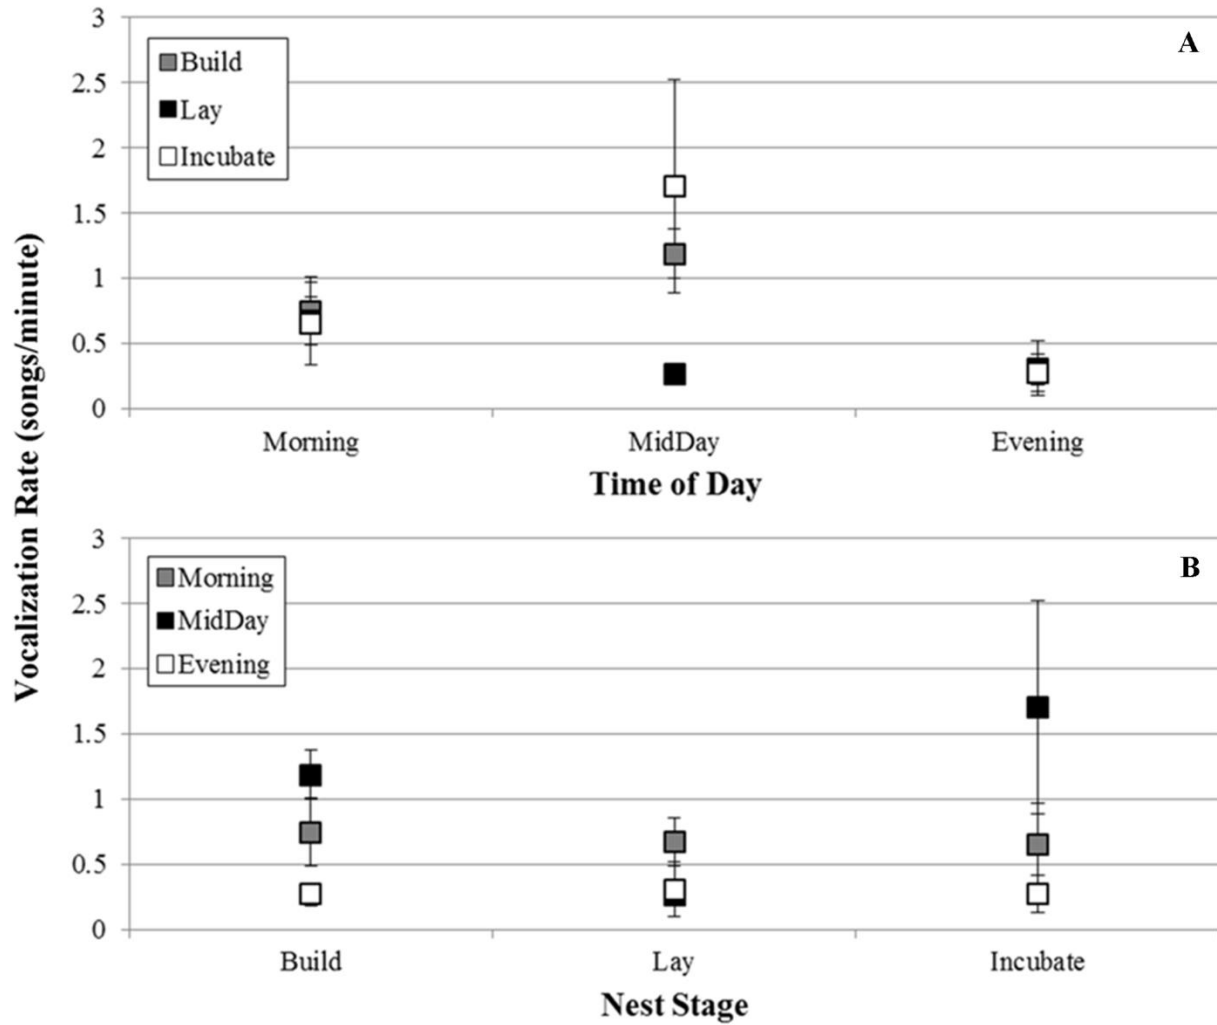 Vocalization Rate (songs/minute)
A
3
2.5
2
1.5
1
0.5
0
Build
Lay
Incubate
Morning MidDay Evening
Time of Day
B
3
2.5
2
1.5
1
0.5
0
Morning
MidDay
Evening
Build Lay Incubate
Nest Stage